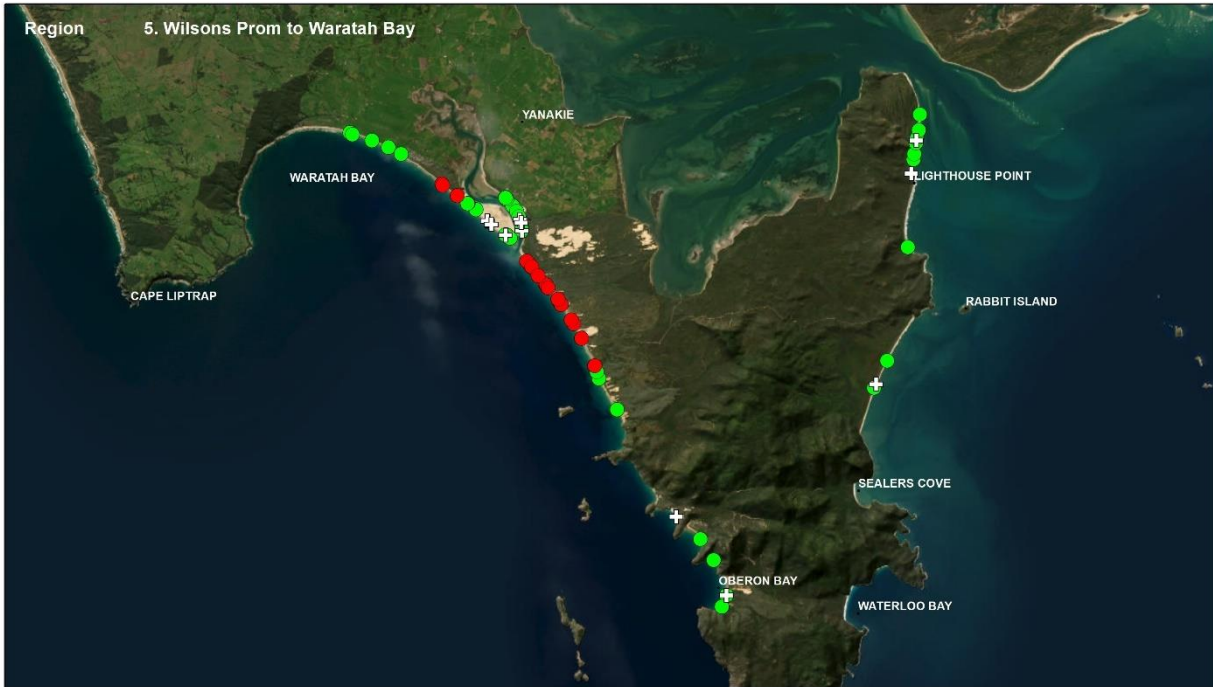 Region 5. Wilsons Prom to Waratah Bay
YANAKIE
WARATAH BAY
LIGHTHOUSE POINT
CAPE LIPTRAP
RABBIT ISLAND
SEALERS COVE
OBERON BAY
WATERLOO BAY